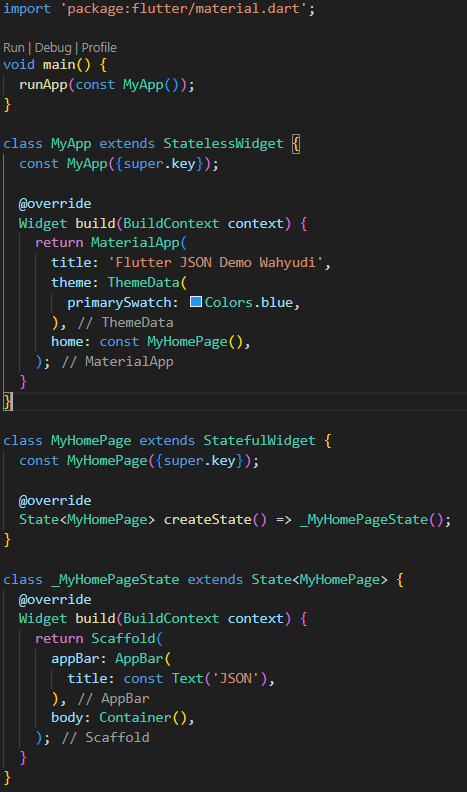 import 'package:flutter/material.dart';
Run | Debug | Profile
void main() {
  runApp(const MyApp());
}
class MyApp extends StatelessWidget {
  const MyApp({super.key});
  @override
  Widget build(BuildContext context) {
    return MaterialApp(
      title: 'Flutter JSON Demo Wahyudi',
      theme: ThemeData(
        primarySwatch: Colors.blue,
      ), // ThemeData
      home: const MyHomePage(),
    ); // MaterialApp
  }
}
class MyHomePage extends StatefulWidget {
  const MyHomePage({super.key});
  @override
  State<MyHomePage> createState() => _MyHomePageState();
}
class _MyHomePageState extends State<MyHomePage> {
  @override
  Widget build(BuildContext context) {
    return Scaffold(
      appBar: AppBar(
        title: const Text('JSON'),
      ), // AppBar
      body: Container(),
    ); // Scaffold
  }
}